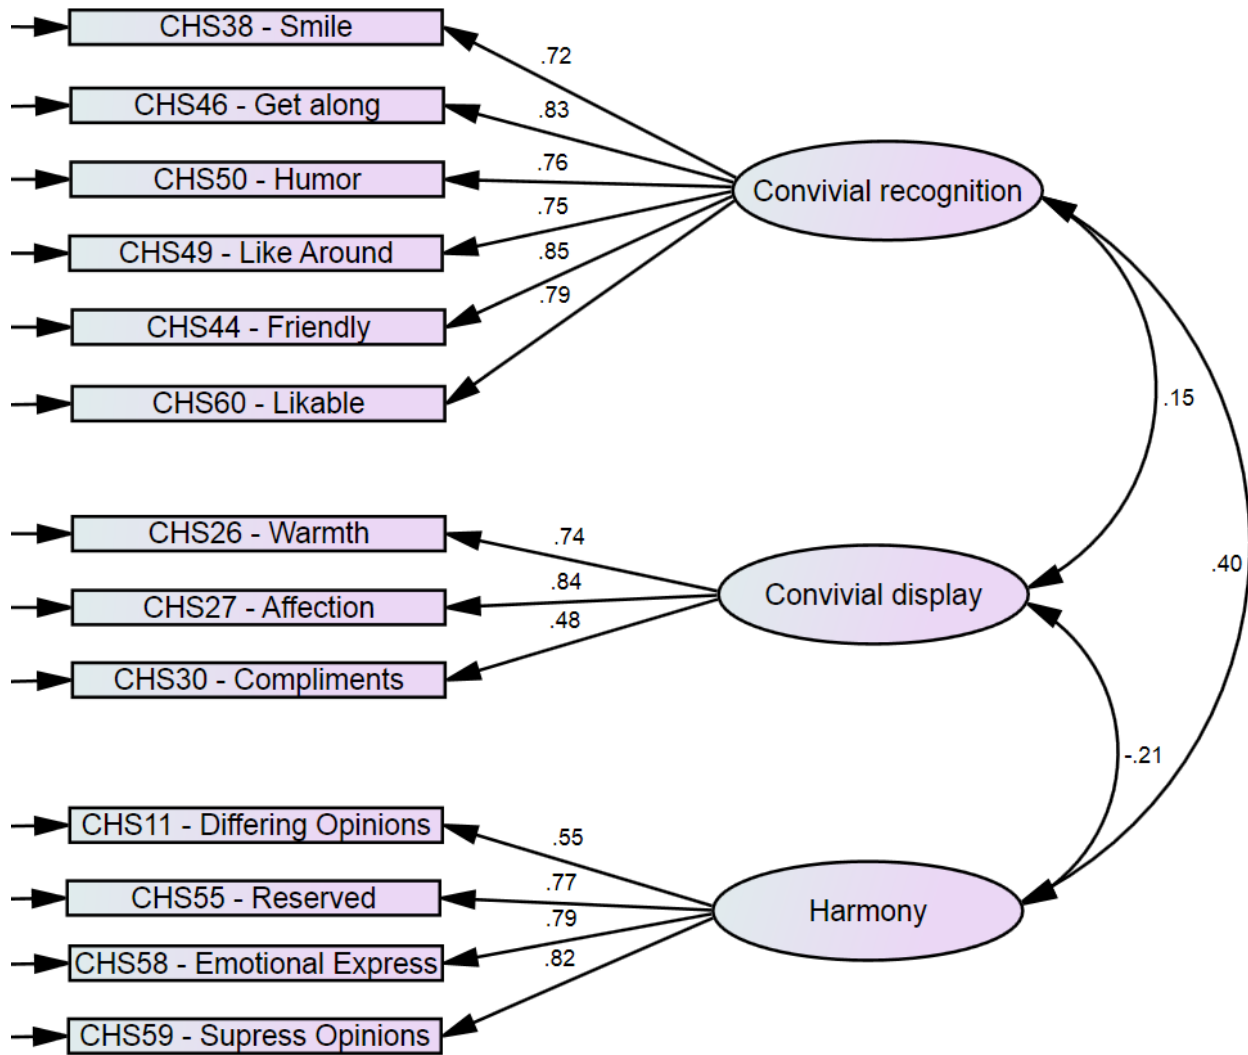 CHS38 - Smile
.72
CHS46 - Get along
.83
CHS50 - Humor
.76
Convivial recognition
CHS49 - Like Around
.75
CHS44 - Friendly
.85
CHS60 - Likable
.79
.15
CHS26 - Warmth
.74
CHS27 - Affection
.84
Convivial display
.40
CHS30 - Compliments
.48
-.21
CHS11 - Differing Opinions
.55
CHS55 - Reserved
.77
Harmony
CHS58 - Emotional Express
.79
CHS59 - Supress Opinions
.82